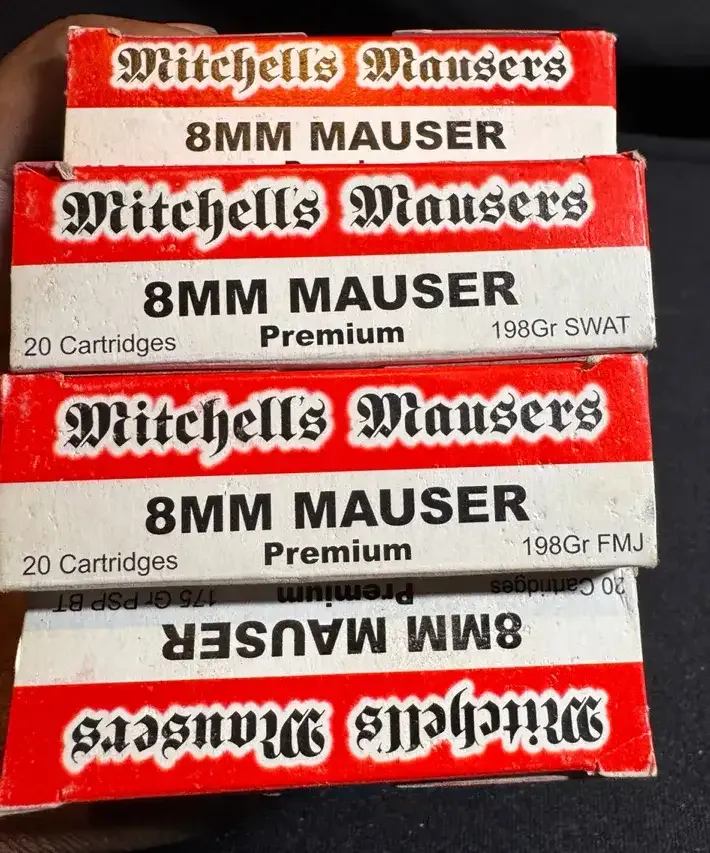 Mitchell's Mausers
8MM MAUSER
Mitchell's Mausers
8MM MAUSER
20 Cartridges Premium 198Gr SWAT
Mitchell's Mausers
8MM MAUSER
20 Cartridges Premium 198Gr FMJ
Mitchell's Mausers
8MM MAUSER
20 Cartridges Premium 175 Gr PSP BT